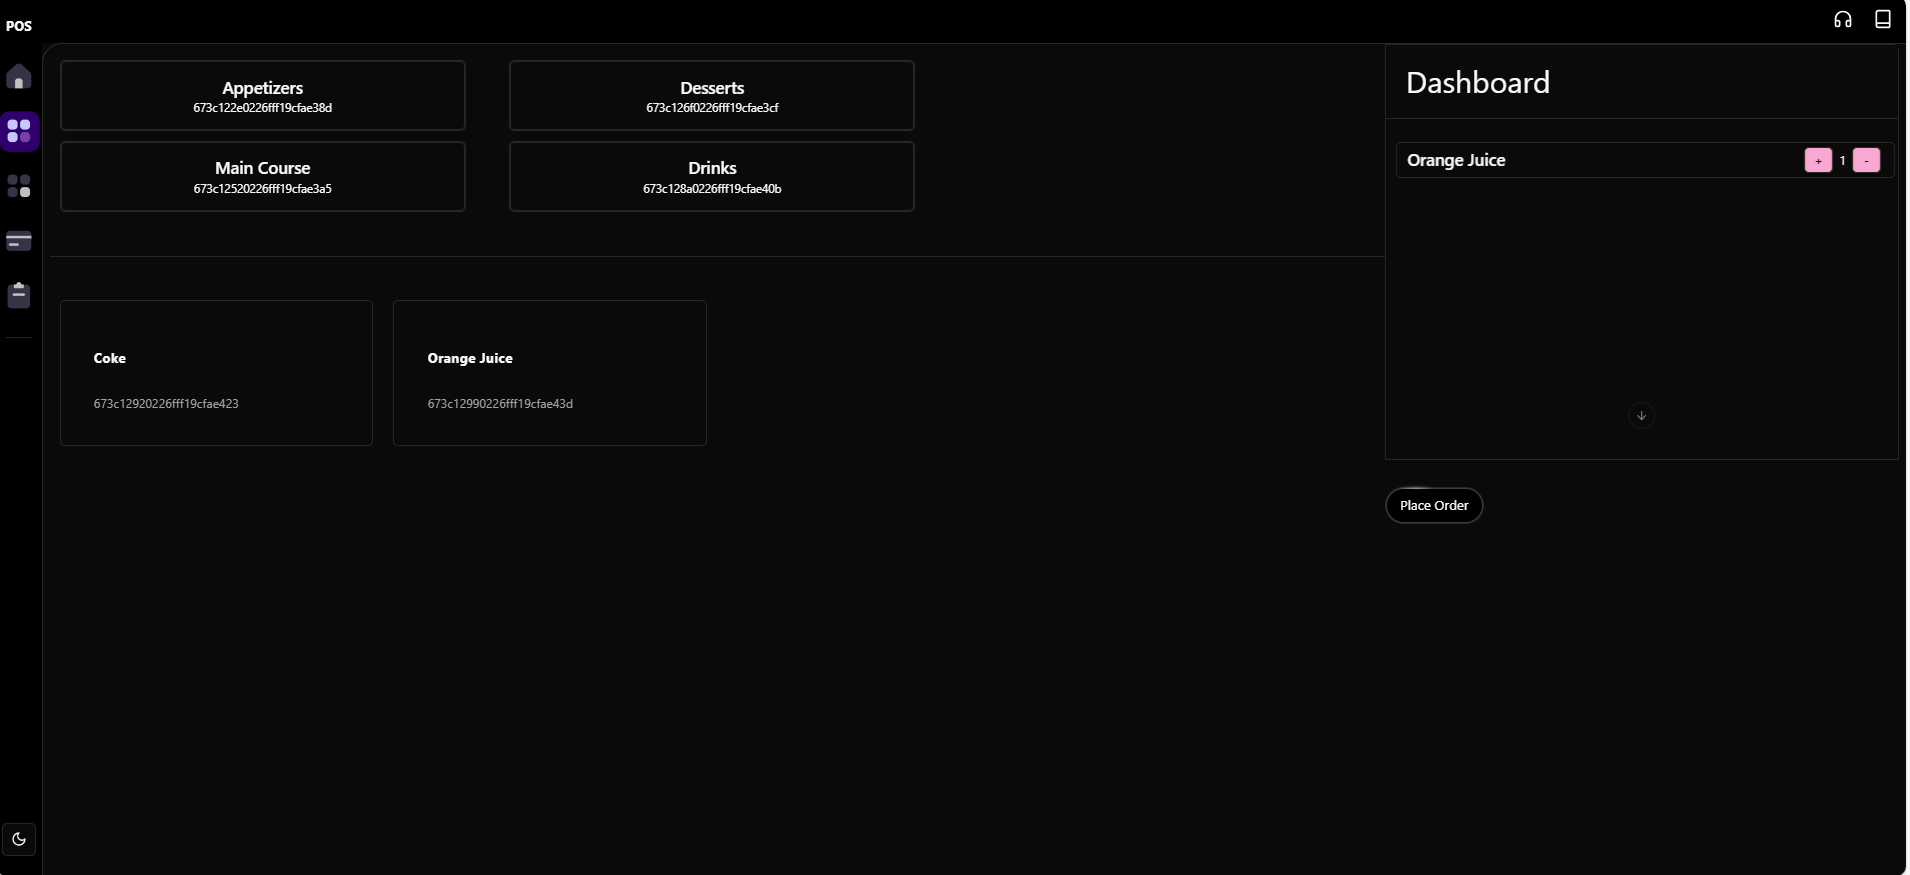 POS
Appetizers
673c122e0226fff19cfae38d
Desserts
673c126f0226fff19cfae3cf
Main Course
673c12520226fff19cfae3a5
Drinks
673c128a0226fff19cfae40b
Coke
673c12920226fff19cfae423
Orange Juice
673c12990226fff19cfae43d
Dashboard
Orange Juice
+ 1 -
Place Order